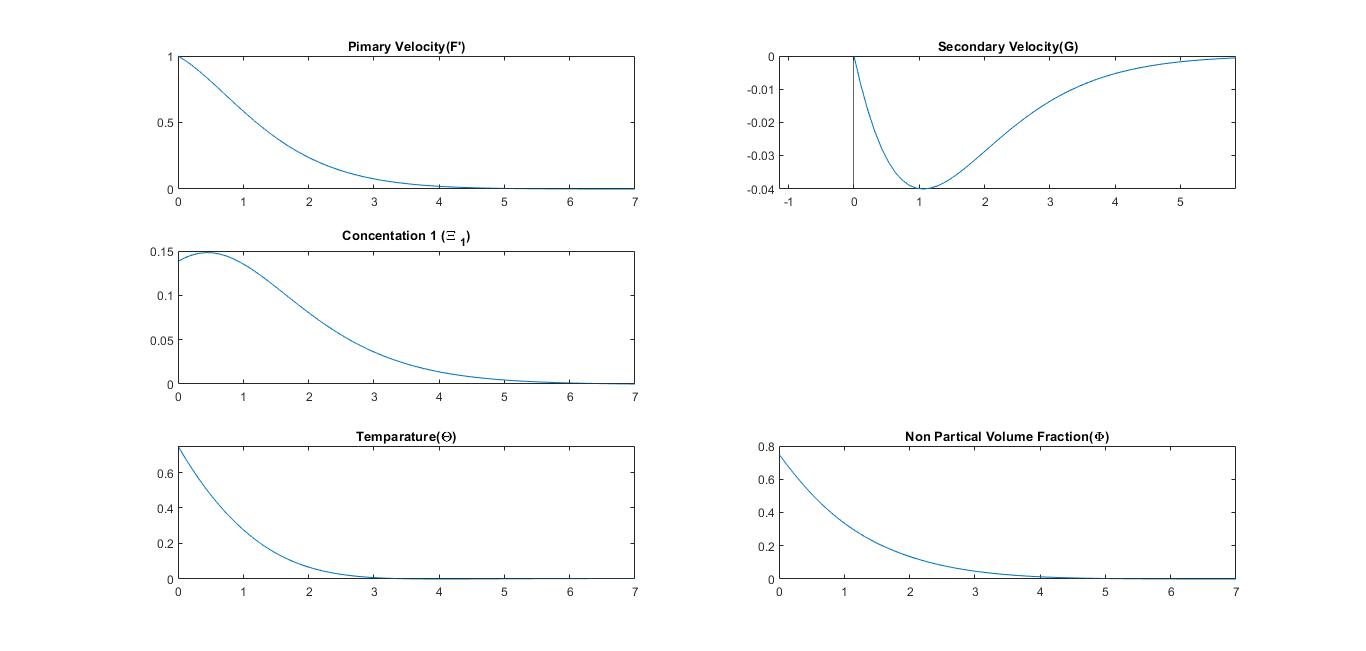 Pimary Velocity(F')
1
0.5
0
0 1 2 3 4 5 6 7
Secondary Velocity(G)
0
-0.01
-0.02
-0.03
-0.04
-1 0 1 2 3 4 5
Concentation 1 (Ξ 1)
0.15
0.1
0.05
0
0 1 2 3 4 5 6 7
Temparature(Θ)
0.6
0.4
0.2
0
0 1 2 3 4 5 6 7
Non Partical Volume Fraction(Φ)
0.8
0.6
0.4
0.2
0
0 1 2 3 4 5 6 7